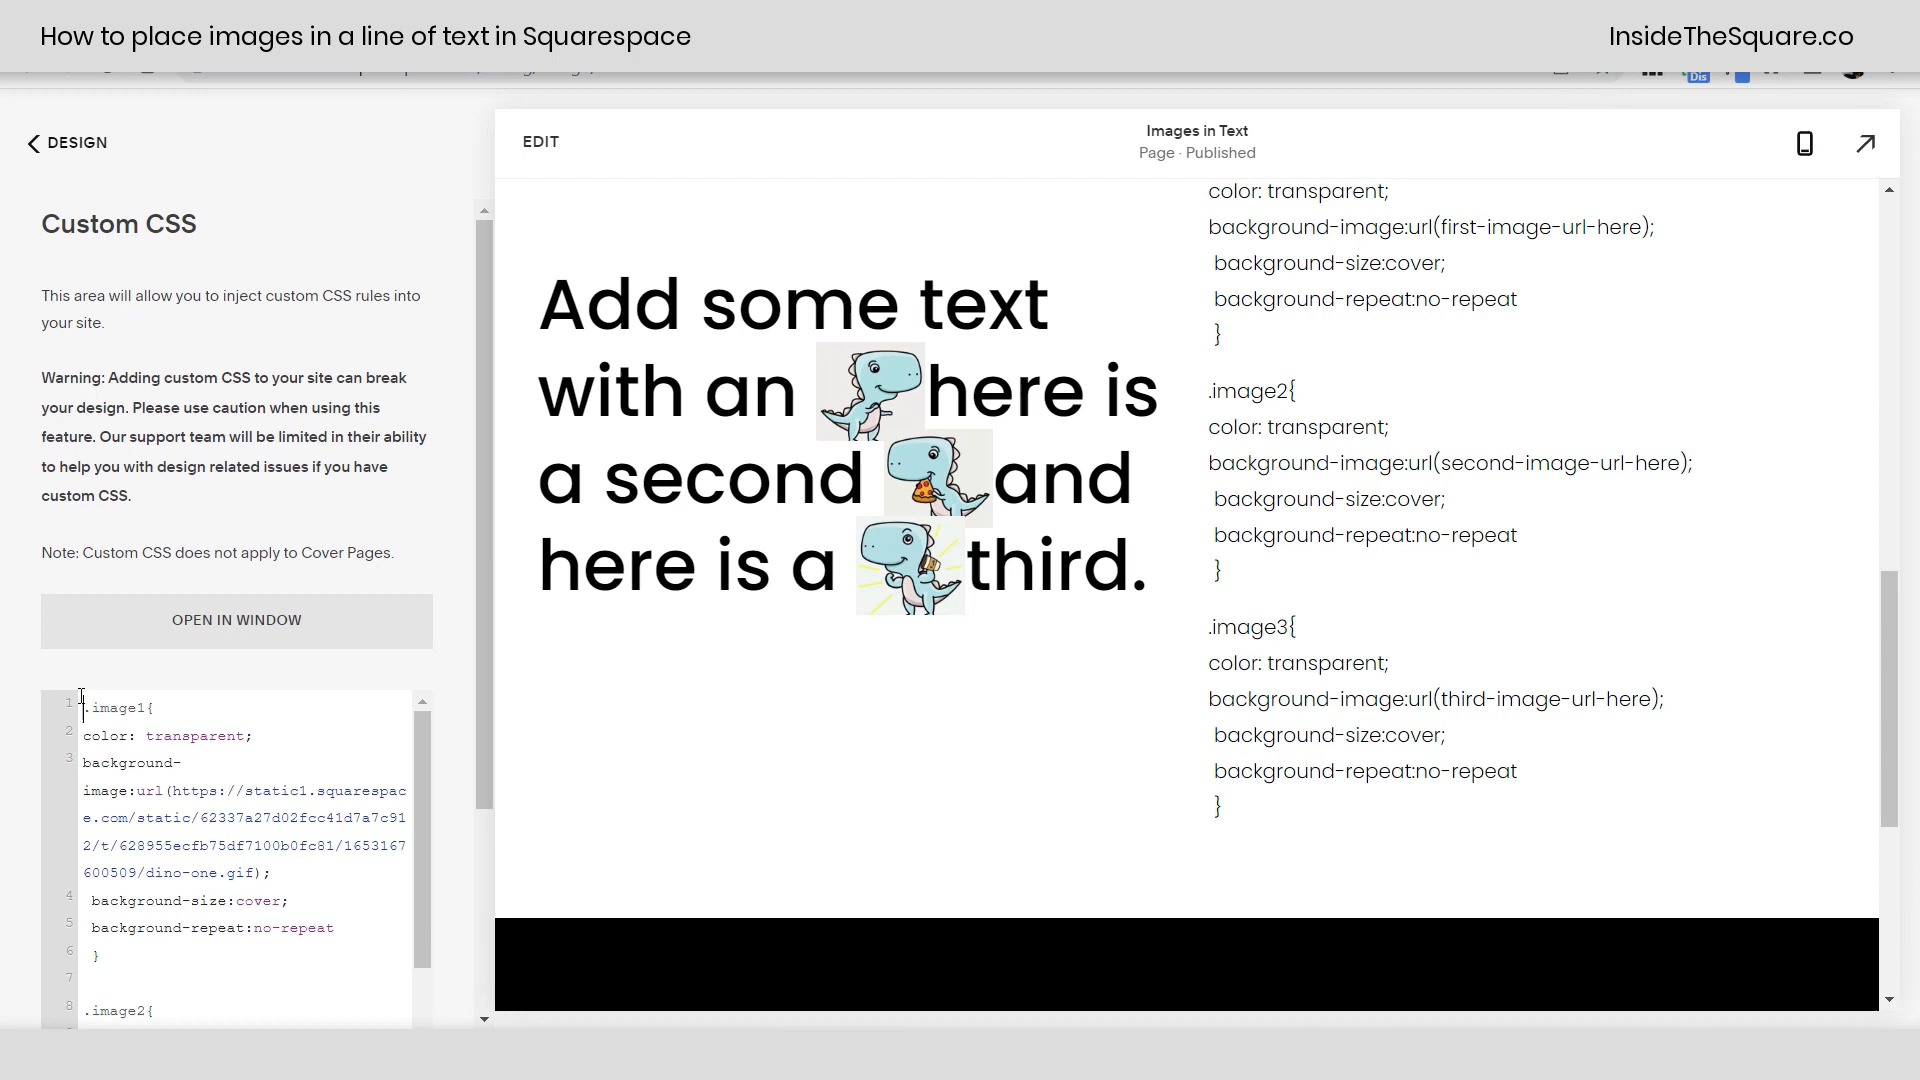 How to place images in a line of text in Squarespace
InsideTheSquare.co
Dis
DESIGN
Custom CSS
This area will allow you to inject custom CSS rules into
your site.
Warning: Adding custom CSS to your site can break
your design. Please use caution when using this
feature. Our support team will be limited in their ability
to help you with design related issues if you have
custom CSS.
Note: Custom CSS does not apply to Cover Pages.
OPEN IN WINDOW
1 .image1{
2 color: transparent;
3 background-
image:url(https://static1.squarespac
e.com/static/62337a27d02fcc41d7a7c91
2/t/628955ecfb75df7100b0fc81/1653167
600509/dino-one.gif);
4 background-size:cover;
5 background-repeat:no-repeat
6 }
7
8 .image2{
EDIT
Images in Text
Page · Published
Add some text
with an here is
a second and
here is a third.
color: transparent;
background-image:url(first-image-url-here);
background-size:cover;
background-repeat:no-repeat
}
.image2{
color: transparent;
background-image:url(second-image-url-here);
background-size:cover;
background-repeat:no-repeat
}
.image3{
color: transparent;
background-image:url(third-image-url-here);
background-size:cover;
background-repeat:no-repeat
}